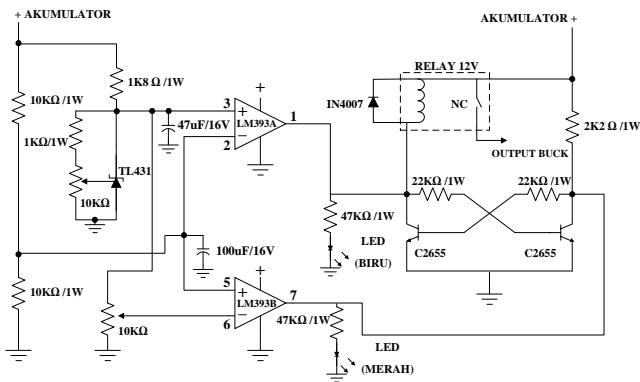 + AKUMULATOR
AKUMULATOR +
RELAY 12V
1K8 Ω /1W
10KΩ /1W
3
+
1
47uF/16V
LM393A
+
−
2
IN4007
NC
2K2 Ω /1W
1KΩ/1W
OUTPUT BUCK
TL431
10KΩ
22KΩ /1W
22KΩ /1W
47KΩ /1W
LED
(BIRU)
C2655
C2655
100uF/16V
10KΩ /1W
+
5
+
7
LM393B
−
6
10KΩ
47KΩ /1W
LED
(MERAH)